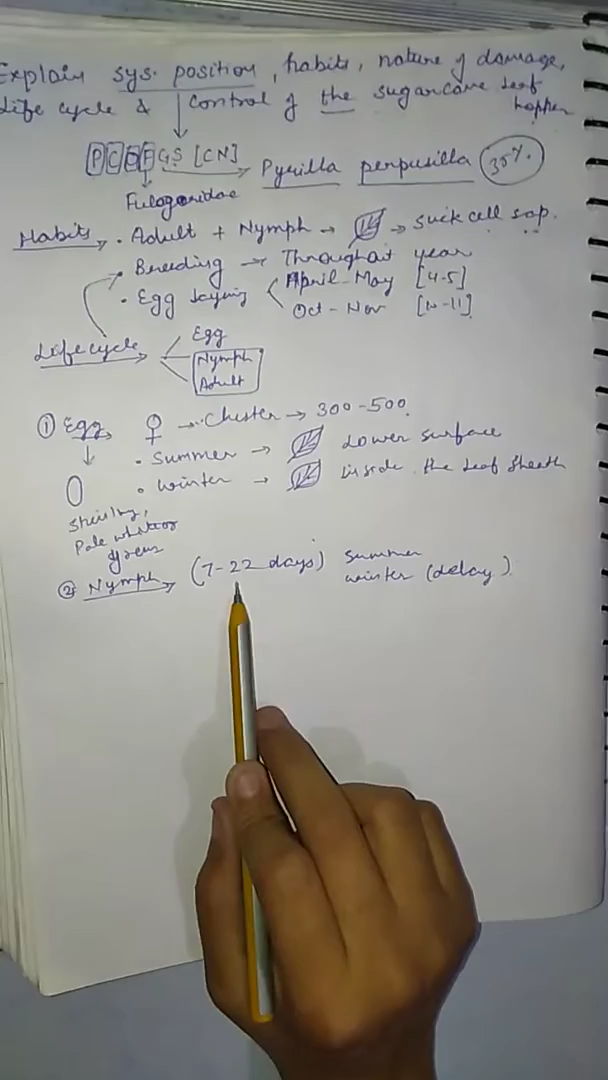 Explain sys. position, habits, nature of damage,
Life cycle & control of the sugarcane leaf
hopper
PCOFGS [CN] Pyrilla perpusilla 35%
Fulogoridae
Habits . Adult + Nymph → → suck cell sap.
. Breeding → Throughout year
. Egg laying April-May [4-5]
Oct-Nov [10-11]
Lifecycle Egg
Nymph
Adult
① Egg ♀ → Cluster → 300-500.
. Summer → Lower surface
. Winter → inside the leaf sheath
Pale whitish
green
② Nymph (7-22 days) summer
winter (delay)